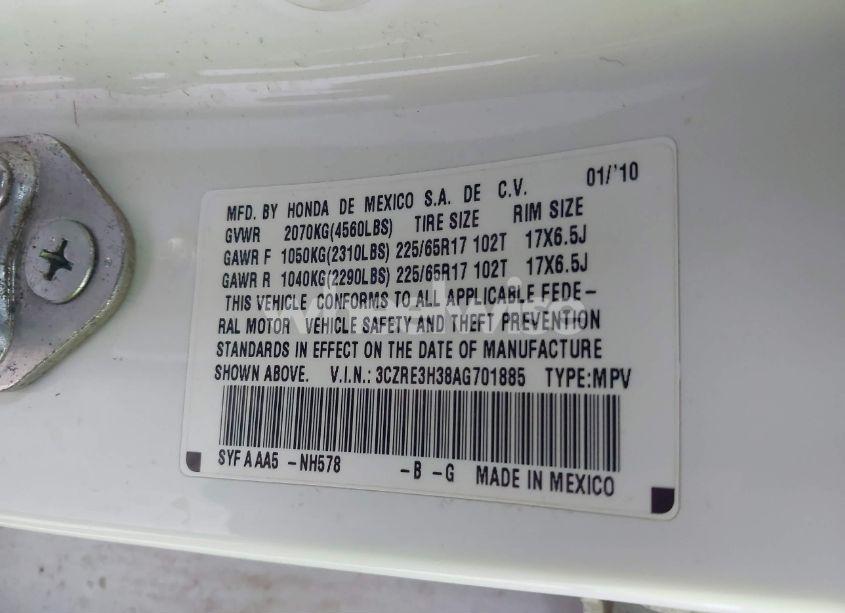 MFD. BY HONDA DE MEXICO S.A. DE C.V. 01/'10
GVWR 2070KG(4560LBS) TIRE SIZE RIM SIZE
GAWR F 1050KG(2310LBS) 225/65R17 102T 17X6.5J
GAWR R 1040KG(2290LBS) 225/65R17 102T 17X6.5J
THIS VEHICLE CONFORMS TO ALL APPLICABLE FEDE-
RAL MOTOR VEHICLE SAFETY AND THEFT PREVENTION
STANDARDS IN EFFECT ON THE DATE OF MANUFACTURE
SHOWN ABOVE. V.I.N.: 3CZRE3H38AG701885 TYPE:MPV
SYF A AA5 -NH578 -B -G MADE IN MEXICO